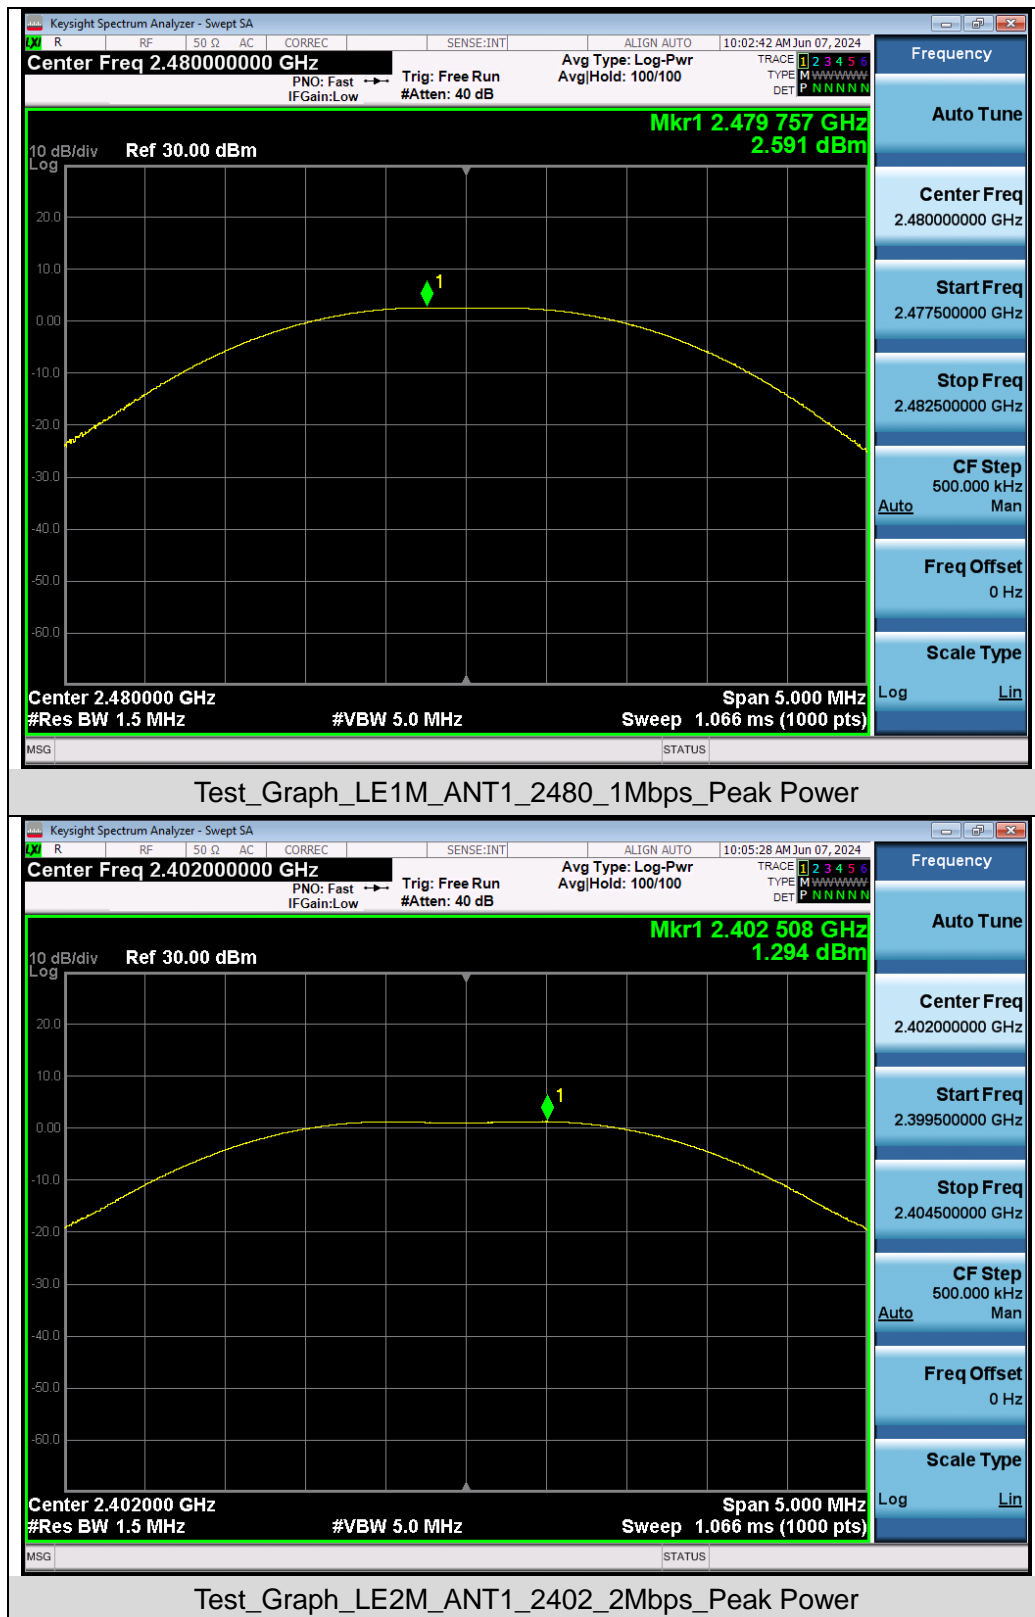 Keysight Spectrum Analyzer - Swept SA
LXI R RF 50 Ω AC CORREC SENSE:INT ALIGN AUTO 10:02:42 AM Jun 07, 2024
Center Freq 2.480000000 GHz
PNO: Fast
IFGain:Low
Trig: Free Run
#Atten: 40 dB
Avg Type: Log-Pwr
Avg|Hold: 100/100
TRACE 1 2 3 4 5 6
TYPE M WWWWW
DET P N N N N N
Frequency
Mkr1 2.479 757 GHz
2.591 dBm
10 dB/div
Log
Ref 30.00 dBm
20.0
10.0
0.00
-10.0
-20.0
-30.0
-40.0
-50.0
-60.0
1
Center 2.480000 GHz
Span 5.000 MHz
#Res BW 1.5 MHz
#VBW 5.0 MHz
Sweep 1.066 ms (1000 pts)
Auto Tune
Center Freq
2.480000000 GHz
Start Freq
2.477500000 GHz
Stop Freq
2.482500000 GHz
CF Step
500.000 kHz
Auto Man
Freq Offset
0 Hz
Scale Type
Log Lin
MSG STATUS
Test_Graph_LE1M_ANT1_2480_1Mbps_Peak Power
Keysight Spectrum Analyzer - Swept SA
LXI R RF 50 Ω AC CORREC SENSE:INT ALIGN AUTO 10:05:28 AM Jun 07, 2024
Center Freq 2.402000000 GHz
PNO: Fast
IFGain:Low
Trig: Free Run
#Atten: 40 dB
Avg Type: Log-Pwr
Avg|Hold: 100/100
TRACE 1 2 3 4 5 6
TYPE M WWWWW
DET P N N N N N
Frequency
Mkr1 2.402 508 GHz
1.294 dBm
10 dB/div
Log
Ref 30.00 dBm
20.0
10.0
0.00
-10.0
-20.0
-30.0
-40.0
-50.0
-60.0
1
Center 2.402000 GHz
Span 5.000 MHz
#Res BW 1.5 MHz
#VBW 5.0 MHz
Sweep 1.066 ms (1000 pts)
Auto Tune
Center Freq
2.402000000 GHz
Start Freq
2.399500000 GHz
Stop Freq
2.404500000 GHz
CF Step
500.000 kHz
Auto Man
Freq Offset
0 Hz
Scale Type
Log Lin
MSG STATUS
Test_Graph_LE2M_ANT1_2402_2Mbps_Peak Power